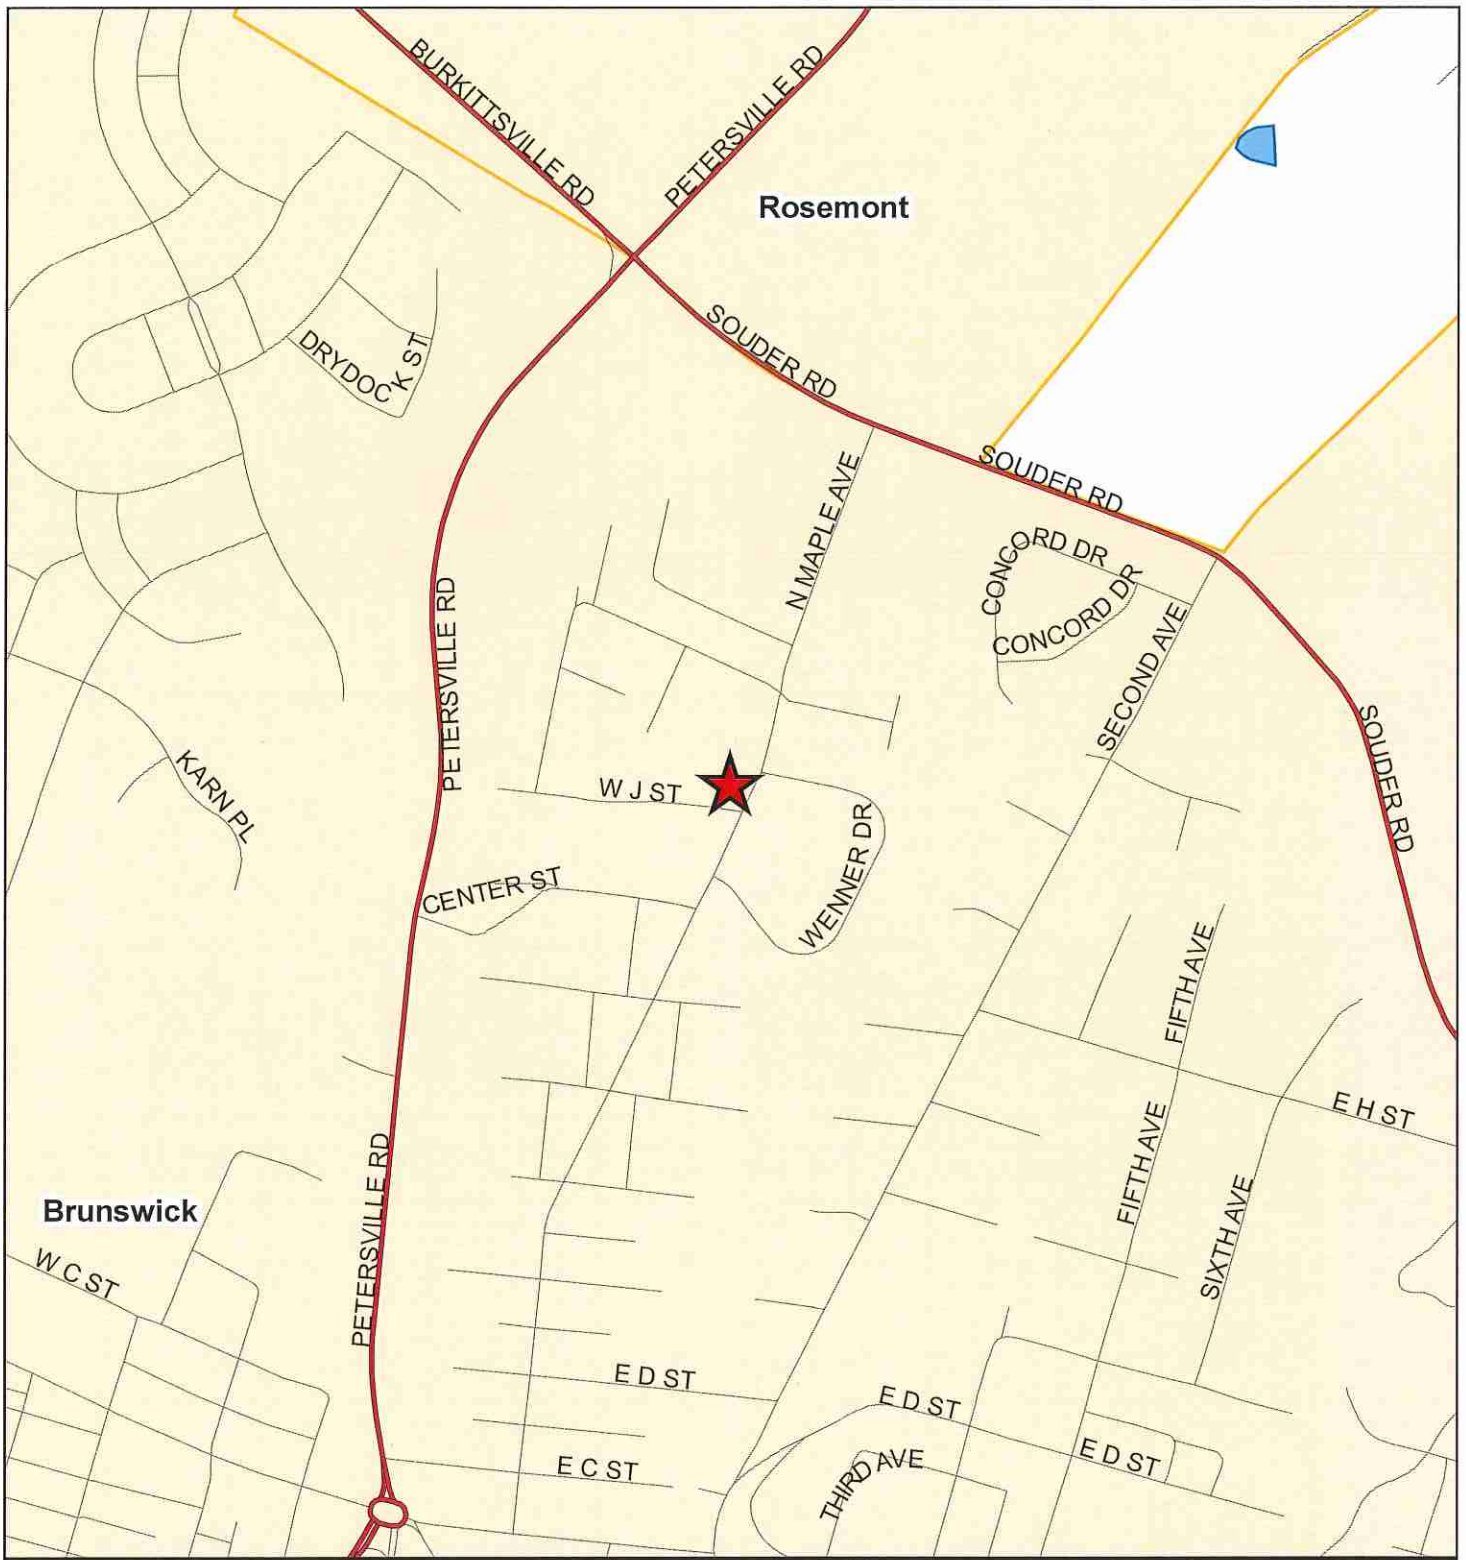 BURKITTSVILLE RD
PETERSVILLE RD
Rosemont
SOUDER RD
DRYDOCK ST
SOUDER RD
N MAPLE AVE
CONCORD DR
CONCORD DR
PETERSVILLE RD
SECOND AVE
SOUDER RD
KARN PL
W J ST
WENNER DR
CENTER ST
FIFTH AVE
E H ST
FIFTH AVE
PETERSVILLE RD
SIXTH AVE
Brunswick
W C ST
E D ST
E D ST
E D ST
E C ST
THIRD AVE